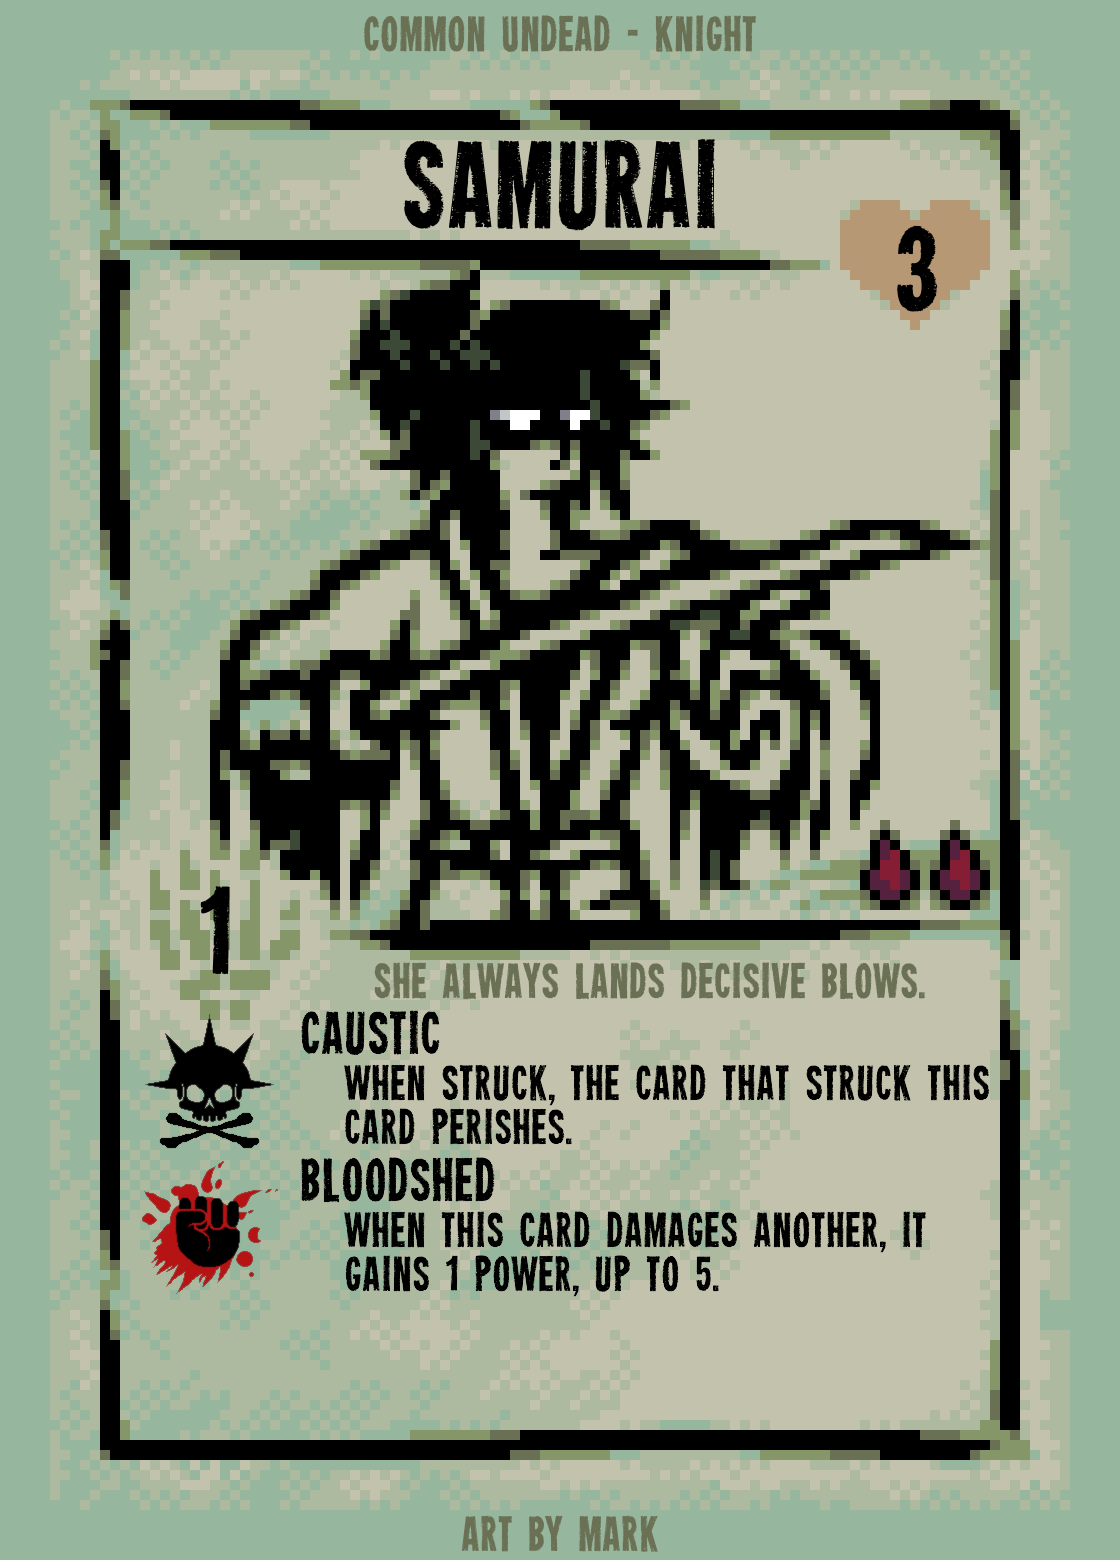 COMMON UNDEAD - KNIGHT
SAMURAI
3
1
SHE ALWAYS LANDS DECISIVE BLOWS.
CAUSTIC
WHEN STRUCK, THE CARD THAT STRUCK THIS
CARD PERISHES.
BLOODSHED
WHEN THIS CARD DAMAGES ANOTHER, IT
GAINS 1 POWER, UP TO 5.
ART BY MARK